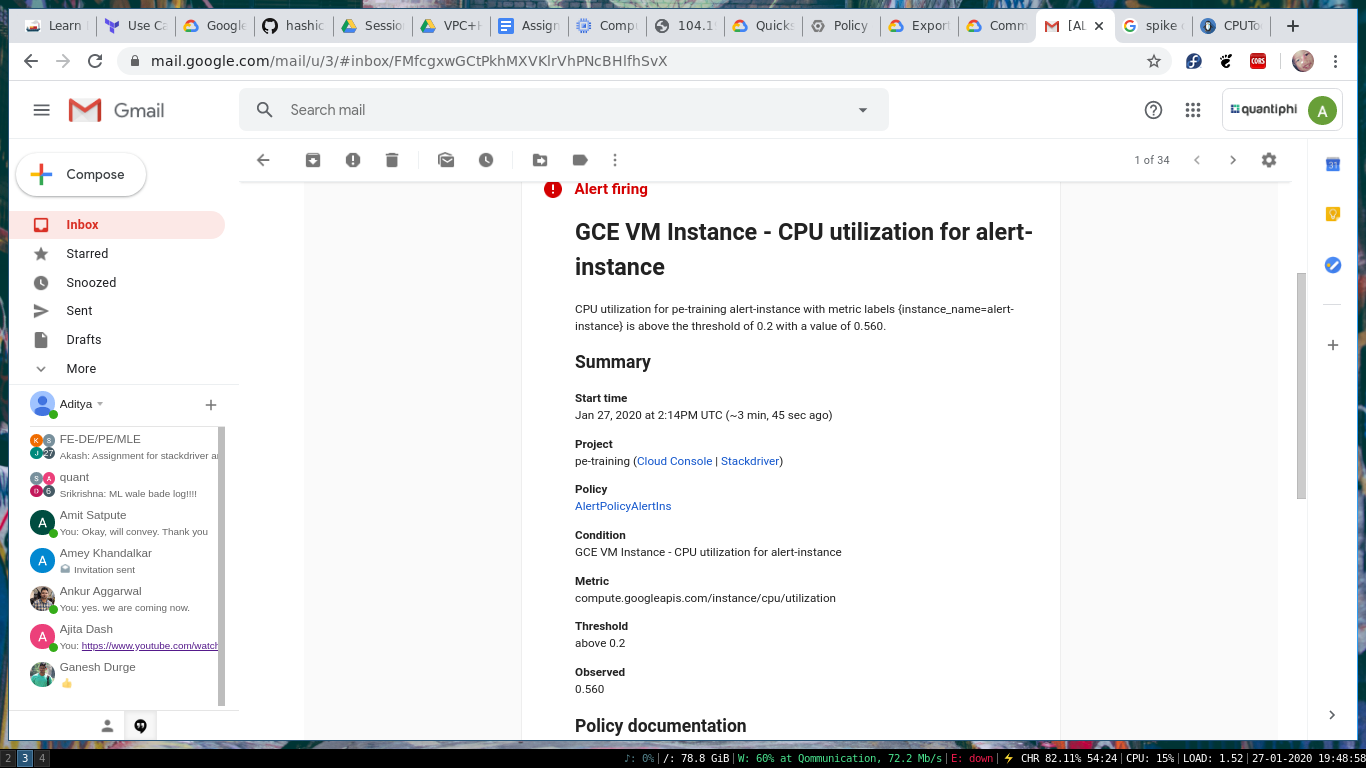 Learn
Use Ca
Google
hashic
Sessio
VPC+H
Assign
Compu
104.19
Quicks
Policy
Export
Comm
[AL
spike
CPUTo
mail.google.com/mail/u/3/#inbox/FMfcgxwGCtPkhMXVKlrVhPNcBHlfhSvX
CORS
Gmail
Search mail
quantiphi
A
Compose
1 of 34
31
Inbox
Starred
Snoozed
Sent
Drafts
More
Aditya
FE-DE/PE/MLE
Akash: Assignment for stackdriver a
K S J 27
quant
Srikrishna: ML wale bade log!!!!
S A D 6
Amit Satpute
You: Okay, will convey. Thank you
A
Amey Khandalkar
Invitation sent
A
Ankur Aggarwal
You: yes. we are coming now.
Ajita Dash
You: https://www.youtube.com/watch
A
Ganesh Durge
Alert firing
GCE VM Instance - CPU utilization for alert-
instance
CPU utilization for pe-training alert-instance with metric labels {instance_name=alert-
instance} is above the threshold of 0.2 with a value of 0.560.
Summary
Start time
Jan 27, 2020 at 2:14PM UTC (~3 min, 45 sec ago)
Project
pe-training (Cloud Console | Stackdriver)
Policy
AlertPolicyAlertIns
Condition
GCE VM Instance - CPU utilization for alert-instance
Metric
compute.googleapis.com/instance/cpu/utilization
Threshold
above 0.2
Observed
0.560
Policy documentation
2 3 4
♪: 0%|/: 78.8 GiB|W: 60% at Qommunication, 72.2 Mb/s|E: down|⚡ CHR 82.11% 54:24|CPU: 15%|LOAD: 1.52|27-01-2020 19:48:58